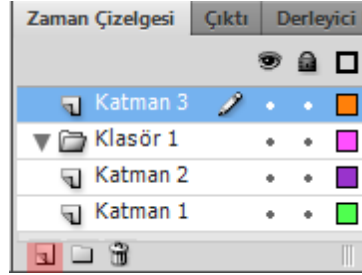 Zaman Çizelgesi Çıktı Derleyici
Katman 3
Klasör 1
Katman 2
Katman 1